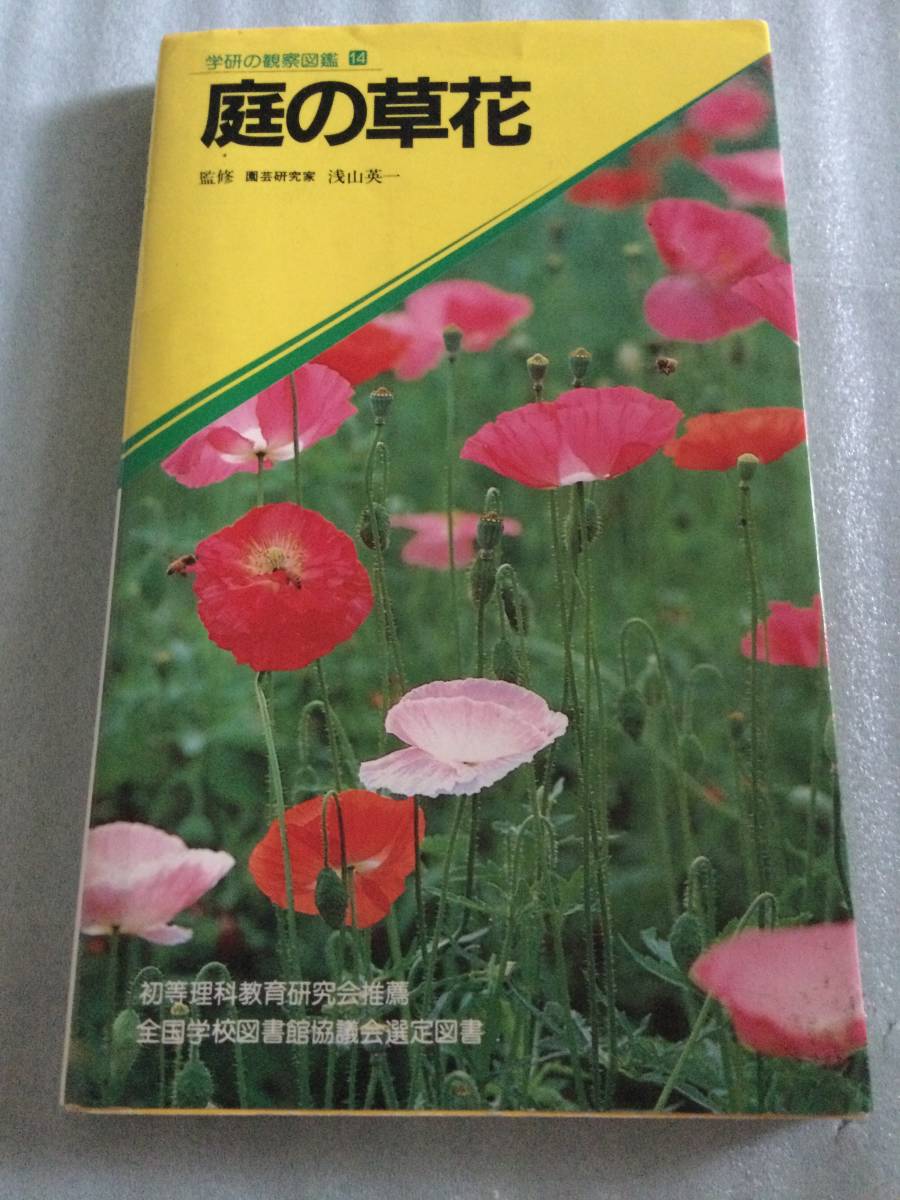 学研の観察図鑑 14
庭の草花
監修 園芸研究家 浅山英一
初等理科教育研究会推薦
全国学校図書館協議会選定図書